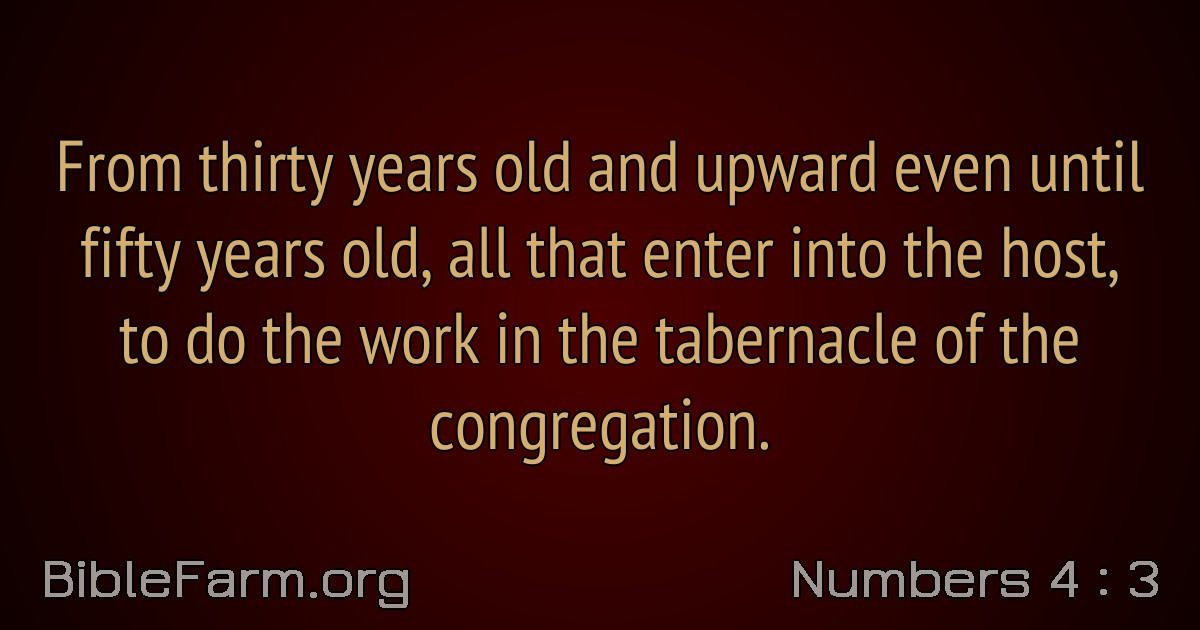 From thirty years old and upward even until
fifty years old, all that enter into the host,
to do the work in the tabernacle of the
congregation.
BibleFarm.org
Numbers 4 : 3